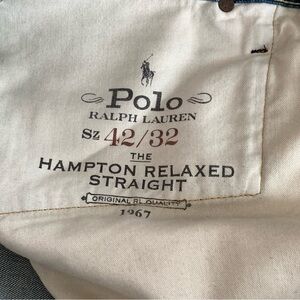 Polo
RALPH LAUREN
Sz 42/32
THE
HAMPTON RELAXED
STRAIGHT
ORIGINAL RL QUALITY
1967